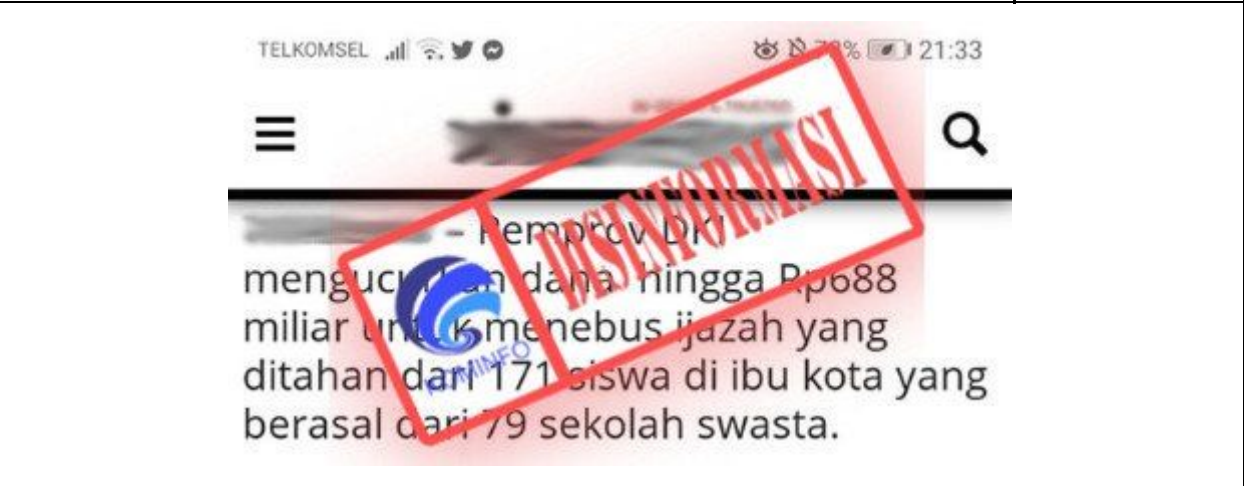 TELKOMSEL 21:33
DISINFORMASI
– Pemprov DKI
mengucurkan dana hingga Rp688
miliar untuk menebus ijazah yang
KOMINFO
ditahan dari 171 siswa di ibu kota yang
berasal dari 79 sekolah swasta.